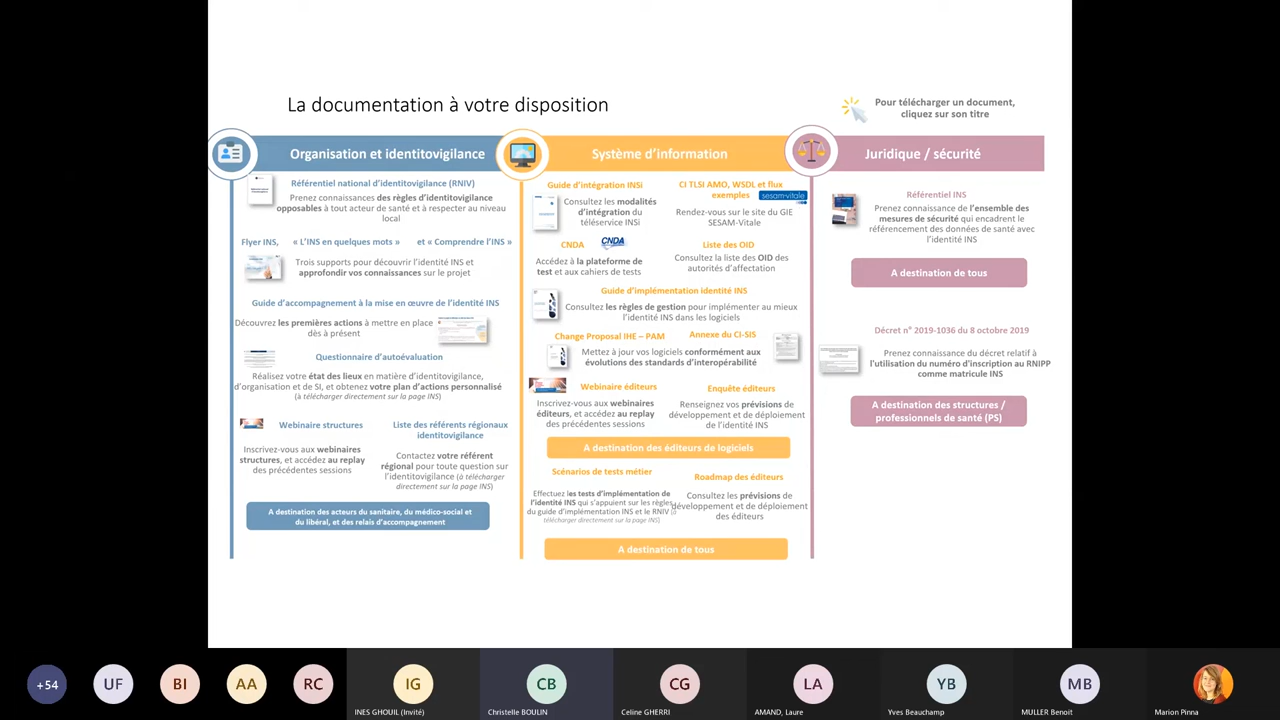 La documentation à votre disposition
Pour télécharger un document,
cliquez sur son titre
Organisation et identitovigilance
Référentiel national d'identitovigilance (RNIV)
Prenez connaissances des règles d'identitovigilance
opposables à tout acteur de santé et à respecter au niveau
local
Flyer INS, « L'INS en quelques mots » et « Comprendre l'INS »
Trois supports pour découvrir l'identité INS et
approfondir vos connaissances sur le projet
Guide d'accompagnement à la mise en œuvre de l'identité INS
Découvrez les premières actions à mettre en place
dès à présent
Questionnaire d'autoévaluation
Réalisez votre état des lieux en matière d'identitovigilance,
d'organisation et de SI, et obtenez votre plan d'actions personnalisé
(à télécharger directement sur la page INS)
Webinaire structures
Inscrivez-vous aux webinaires
structures, et accédez au replay
des précédentes sessions
Liste des référents régionaux
identitovigilance
Contactez votre référent
régional pour toute question sur
l'identitovigilance (à télécharger
directement sur la page INS)
A destination des acteurs du sanitaire, du médico-social et
du libéral, et des relais d'accompagnement
Système d'information
Guide d'intégration INSi
Consultez les modalités
d'intégration du
téléservice INSi
CI TLSI AMO, WSDL et flux
exemples
sesam-vitale
Rendez-vous sur le site du GIE
SESAM-Vitale
CNDA
CNDA
Accédez à la plateforme de
test et aux cahiers de tests
Liste des OID
Consultez la liste des OID des
autorités d'affectation
Guide d'implémentation identité INS
Consultez les règles de gestion pour implémenter au mieux
l'identité INS dans les logiciels
Change Proposal IHE – PAM
Annexe du CI-SIS
Mettez à jour vos logiciels conformément aux
évolutions des standards d'interopérabilité
Webinaire éditeurs
Inscrivez-vous aux webinaires
éditeurs, et accédez au replay
des précédentes sessions
Enquête éditeurs
Renseignez vos prévisions de
développement et de déploiement
de l'identité INS
A destination des éditeurs de logiciels
Scénarios de tests métier
Effectuez les tests d'implémentation de
l'identité INS qui s'appuient sur les règles
du guide d'implémentation INS et le RNIV (à
télécharger directement sur la page INS)
Roadmap des éditeurs
Consultez les prévisions de
développement et de déploiement
des éditeurs
A destination de tous
Juridique / sécurité
Référentiel INS
Prenez connaissance de l'ensemble des
mesures de sécurité qui encadrent le
référencement des données de santé avec
l'identité INS
A destination de tous
Décret n° 2019-1036 du 8 octobre 2019
Prenez connaissance du décret relatif à
l'utilisation du numéro d'inscription au RNIPP
comme matricule INS
A destination des structures /
professionnels de santé (PS)
+54
UF
BI
AA
RC
IG
INES GHOUIL (Invité)
CB
Christelle BOULIN
CG
Celine GHERRI
LA
AMAND, Laure
YB
Yves Beauchamp
MB
MULLER Benoit
Marion Pinna